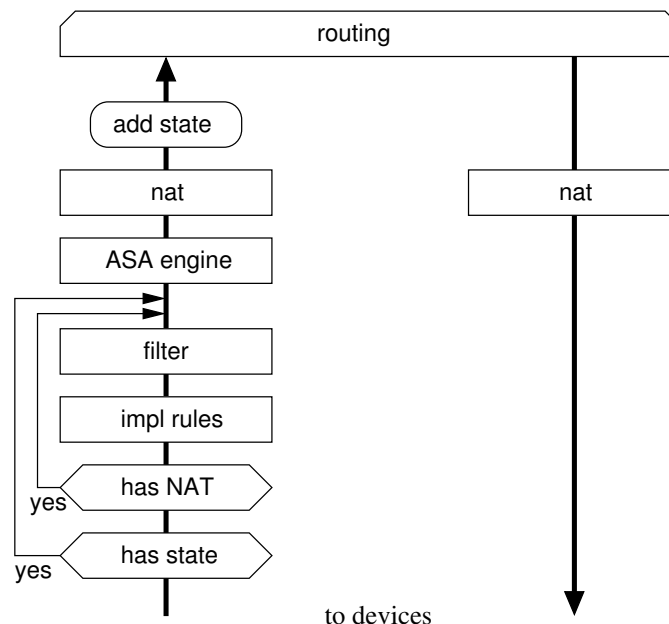 routing
add state
nat
nat
ASA engine
filter
impl rules
has NAT
yes
has state
yes
to devices